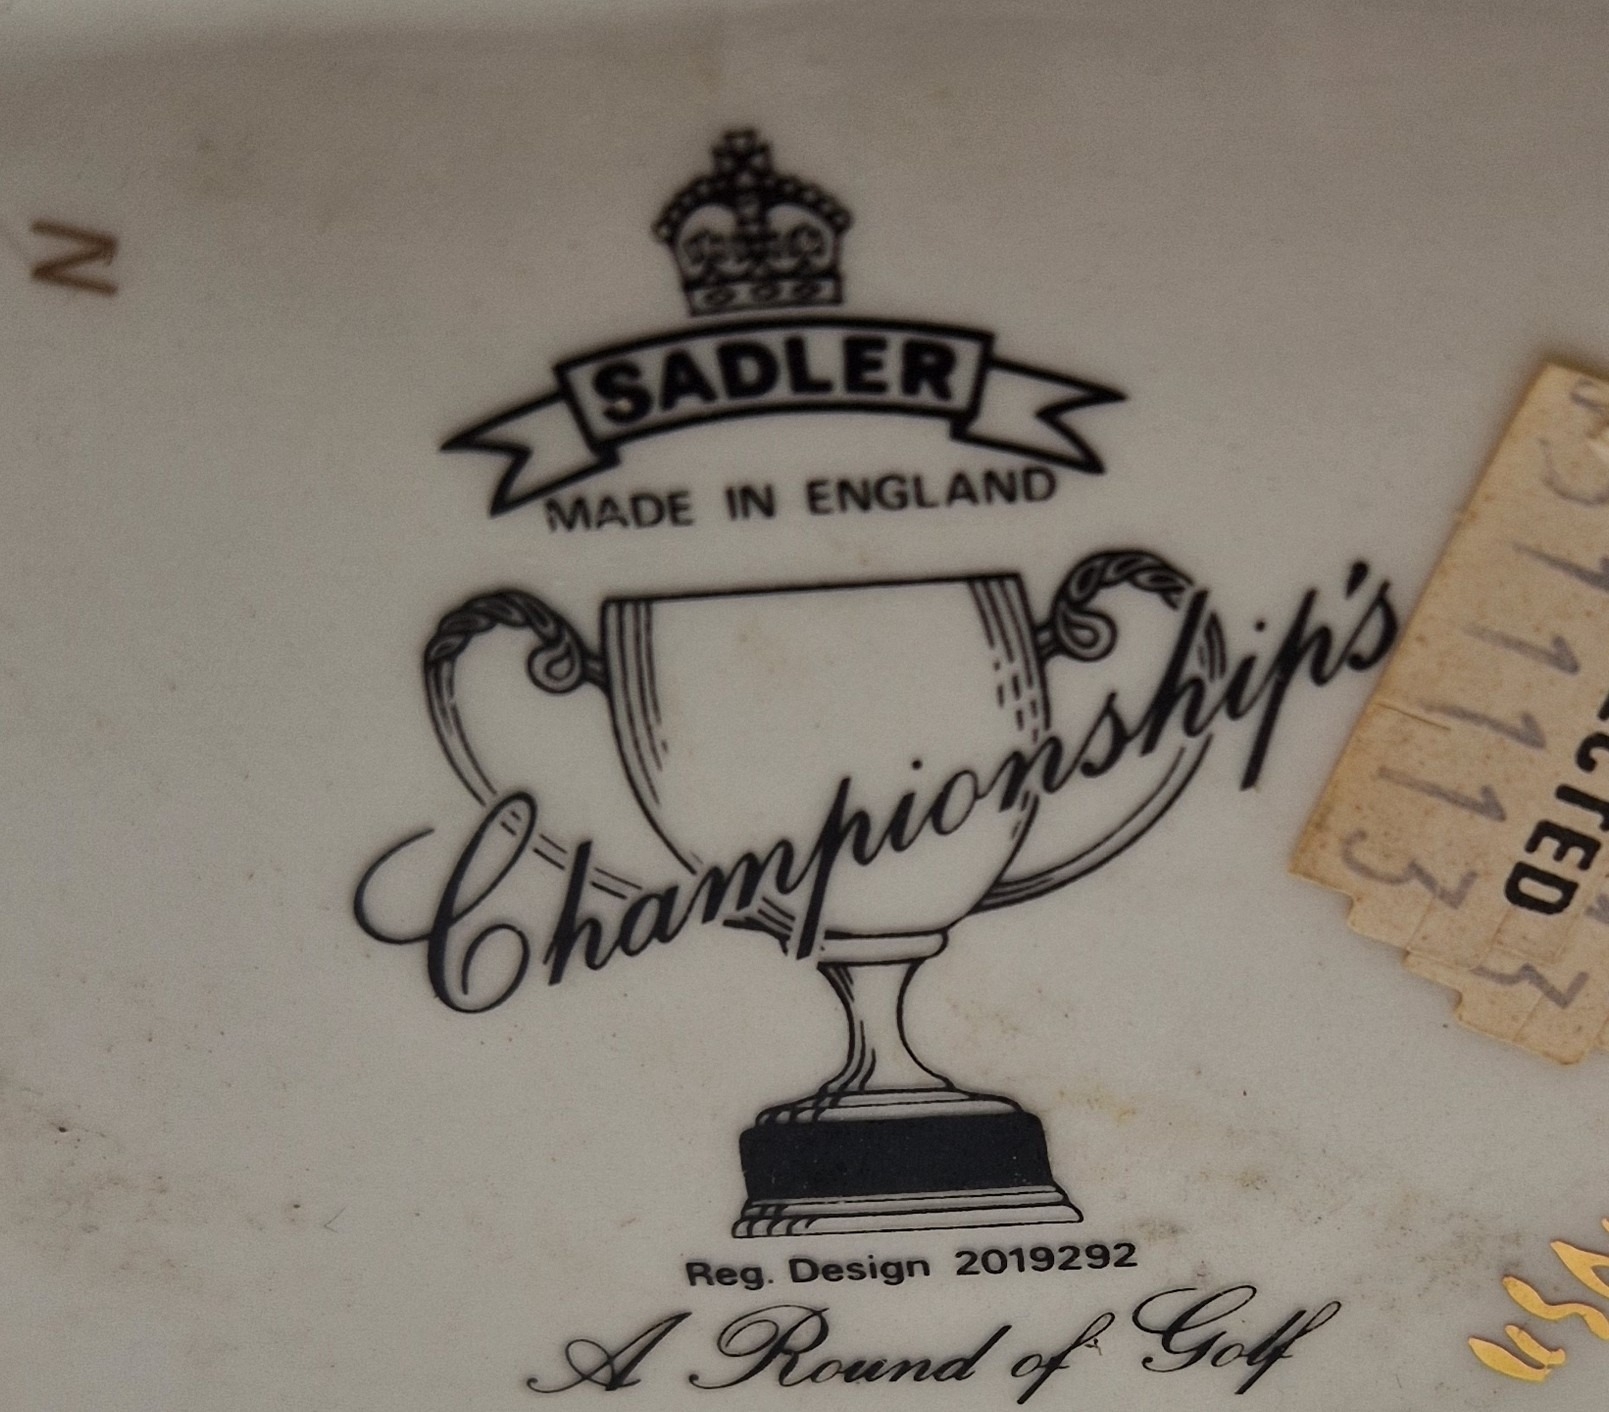 N
SADLER
MADE IN ENGLAND
Championship's
Reg. Design 2019292
A Round of Golf